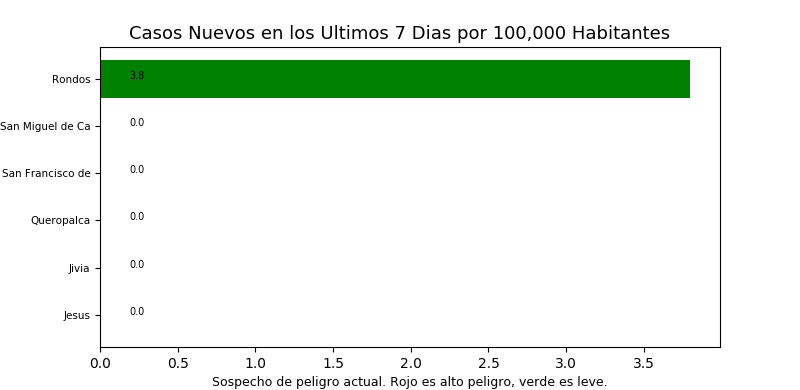 Casos Nuevos en los Ultimos 7 Dias por 100,000 Habitantes
Rondos 3.8
San Miguel de Ca 0.0
San Francisco de 0.0
Queropalca 0.0
Jivia 0.0
Jesus 0.0
0.0 0.5 1.0 1.5 2.0 2.5 3.0 3.5
Sospecho de peligro actual. Rojo es alto peligro, verde es leve.